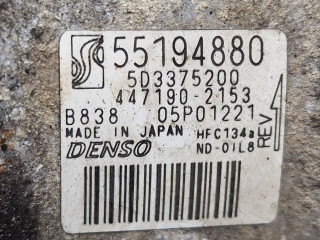 55194880
5D3375200
447190-2153
B838 05P01221
MADE IN JAPAN HFC134a
DENSO ND-OIL8
REV